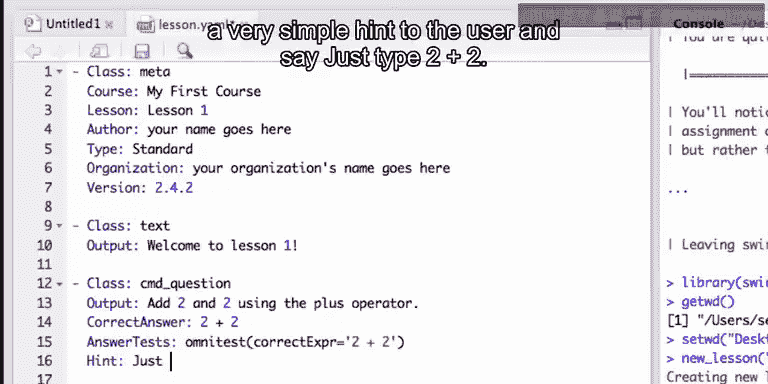 Untitled1
lesson.yaml
Console
a very simple hint to the user and
say Just type 2 + 2.
1 - Class: meta
2 Course: My First Course
3 Lesson: Lesson 1
4 Author: your name goes here
5 Type: Standard
6 Organization: your organization's name goes here
7 Version: 2.4.2
8
9 - Class: text
10 Output: Welcome to lesson 1!
11
12 - Class: cmd_question
13 Output: Add 2 and 2 using the plus operator.
14 CorrectAnswer: 2 + 2
15 AnswerTests: omnitest(correctExpr='2 + 2')
16 Hint: Just
|====================
| You'll notic
| assignment
| but rather
...
| Leaving swir
> library(swir
> getwd()
[1] "/Users/se
> setwd("Deskt
> new_lesson("
Creating new l